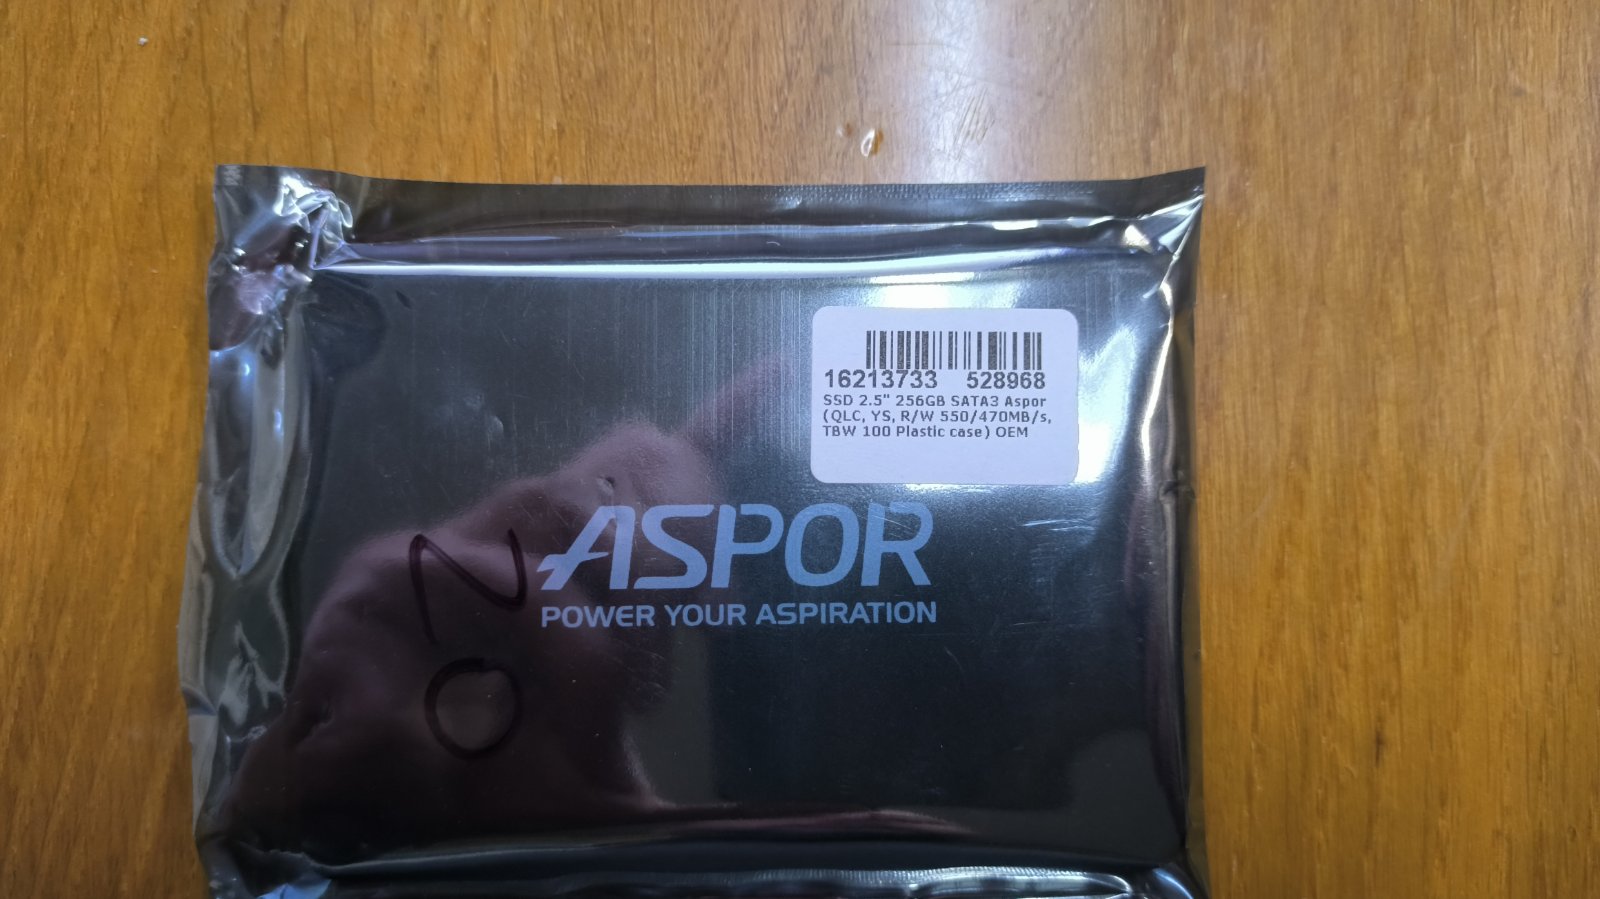 16213733 528968
SSD 2.5" 256GB SATA3 Aspor
(QLC, YS, R/W 550/470MB/s,
TBW 100 Plastic case) OEM
ASPOR
POWER YOUR ASPIRATION